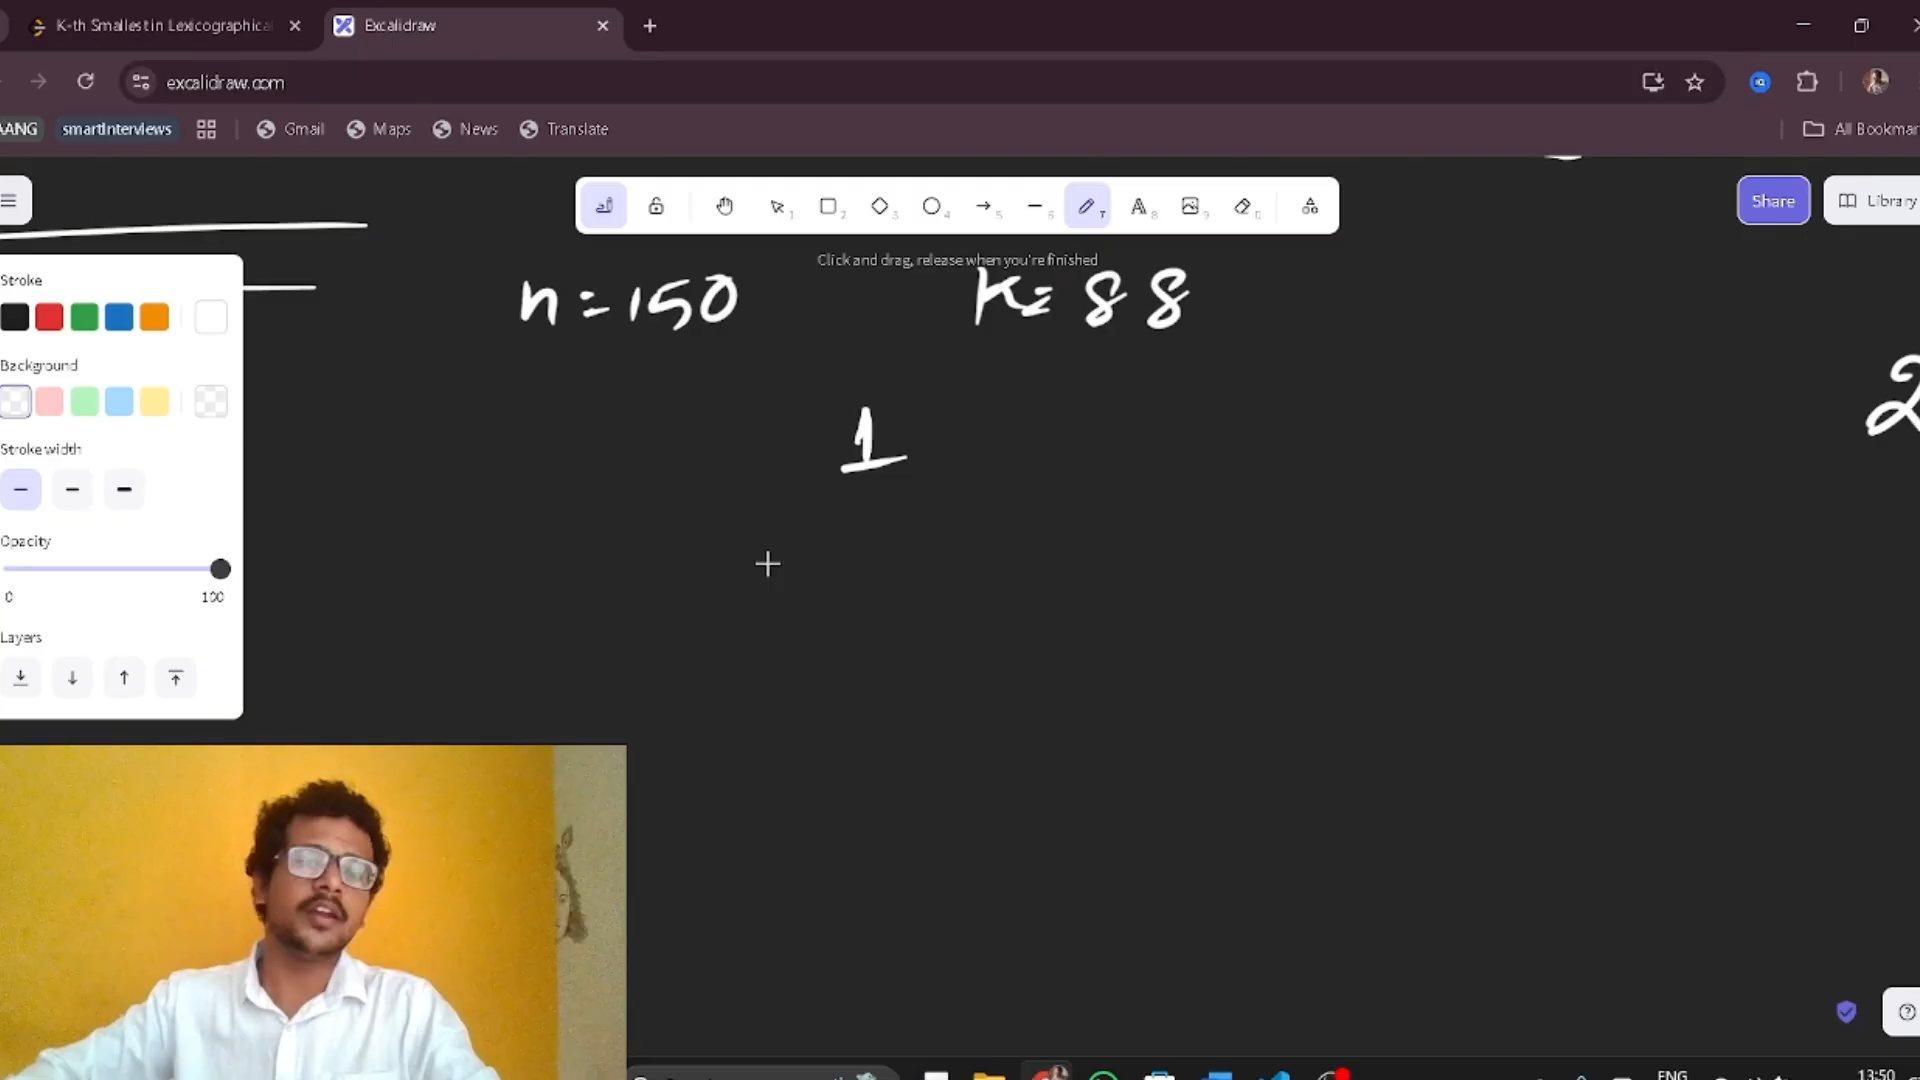 K-th Smallest in Lexicographical
Excalidraw
excalidraw.com
AANG smartInterviews Gmail Maps News Translate All Bookmar
Share Library
Click and drag, release when you're finished
Stroke
Background
Stroke width
Opacity
0 100
Layers
n = 150 K = 88
1 2
ENG 13:50